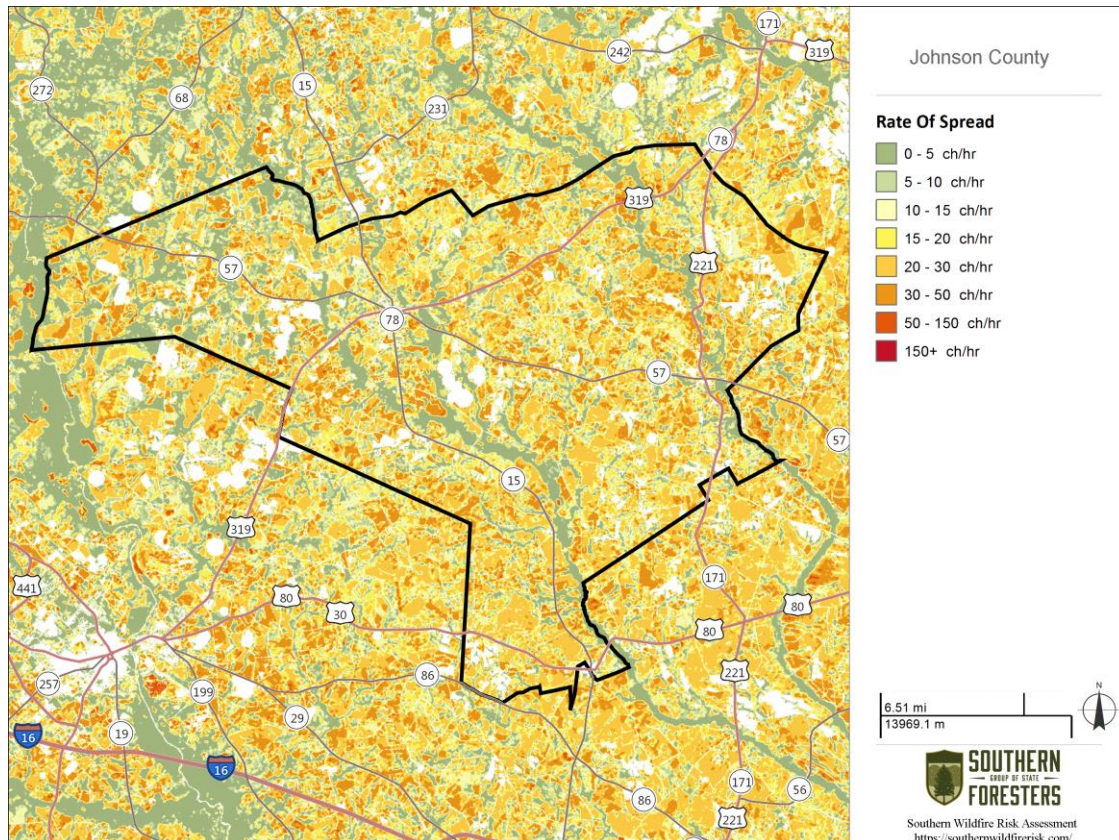 171
242
319
272
15
68
231
78
319
57
221
78
57
57
15
319
441
171
80
80
30
80
221
86
257
199
29
16
19
16
171
56
86
221
Johnson County
Rate Of Spread
0 - 5 ch/hr
5 - 10 ch/hr
10 - 15 ch/hr
15 - 20 ch/hr
20 - 30 ch/hr
30 - 50 ch/hr
50 - 150 ch/hr
150+ ch/hr
6.51 mi
13969.1 m
N
SOUTHERN
GROUP OF STATE
FORESTERS
Southern Wildfire Risk Assessment
https://southernwildfirerisk.com/